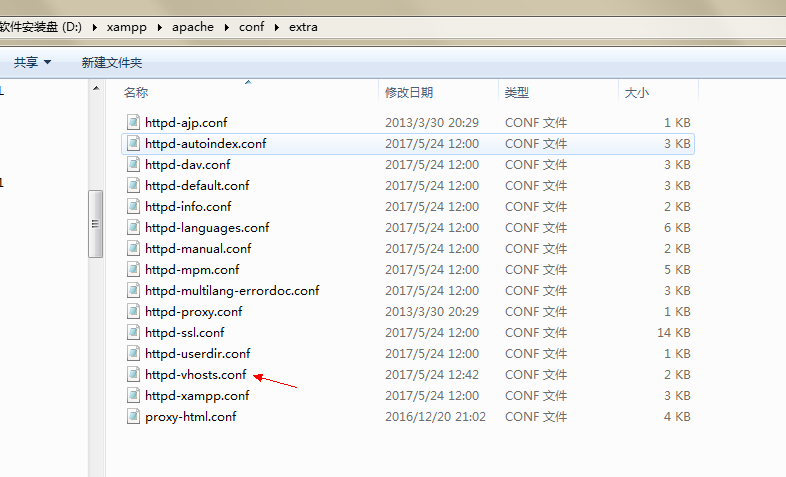 软件安装盘 (D:) ▸ xampp ▸ apache ▸ conf ▸ extra
共享 新建文件夹
名称 修改日期 类型 大小
httpd-ajp.conf 2013/3/30 20:29 CONF 文件 1 KB
httpd-autoindex.conf 2017/5/24 12:00 CONF 文件 3 KB
httpd-dav.conf 2017/5/24 12:00 CONF 文件 3 KB
httpd-default.conf 2017/5/24 12:00 CONF 文件 3 KB
httpd-info.conf 2017/5/24 12:00 CONF 文件 2 KB
httpd-languages.conf 2017/5/24 12:00 CONF 文件 6 KB
httpd-manual.conf 2017/5/24 12:00 CONF 文件 2 KB
httpd-mpm.conf 2017/5/24 12:00 CONF 文件 5 KB
httpd-multilang-errordoc.conf 2017/5/24 12:00 CONF 文件 3 KB
httpd-proxy.conf 2013/3/30 20:29 CONF 文件 1 KB
httpd-ssl.conf 2017/5/24 12:00 CONF 文件 14 KB
httpd-userdir.conf 2017/5/24 12:00 CONF 文件 1 KB
httpd-vhosts.conf 2017/5/24 12:42 CONF 文件 2 KB
httpd-xampp.conf 2017/5/24 12:00 CONF 文件 3 KB
proxy-html.conf 2016/12/20 21:02 CONF 文件 4 KB